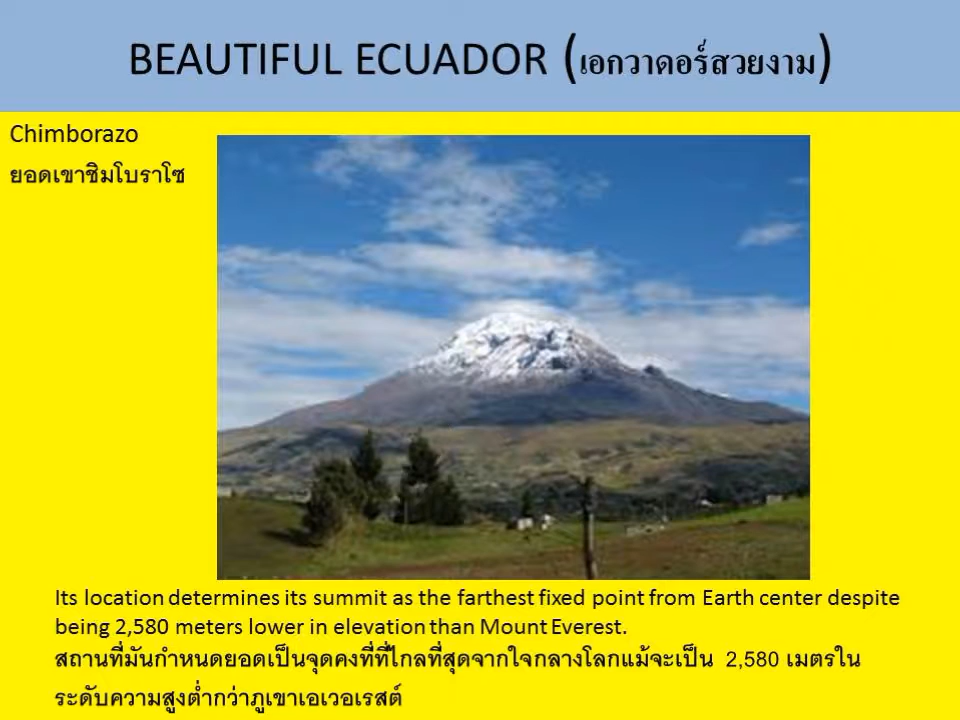 BEAUTIFUL ECUADOR (เอกวาดอร์สวยงาม)
Chimborazo
ยอดเขาชิมโบราโซ
Its location determines its summit as the farthest fixed point from Earth center despite
being 2,580 meters lower in elevation than Mount Everest.
สถานที่มันกำหนดยอดเป็นจุดคงที่ที่ไกลที่สุดจากใจกลางโลกแม้จะเป็น 2,580 เมตรใน
ระดับความสูงต่ำกว่าภูเขาเอเวอเรสต์